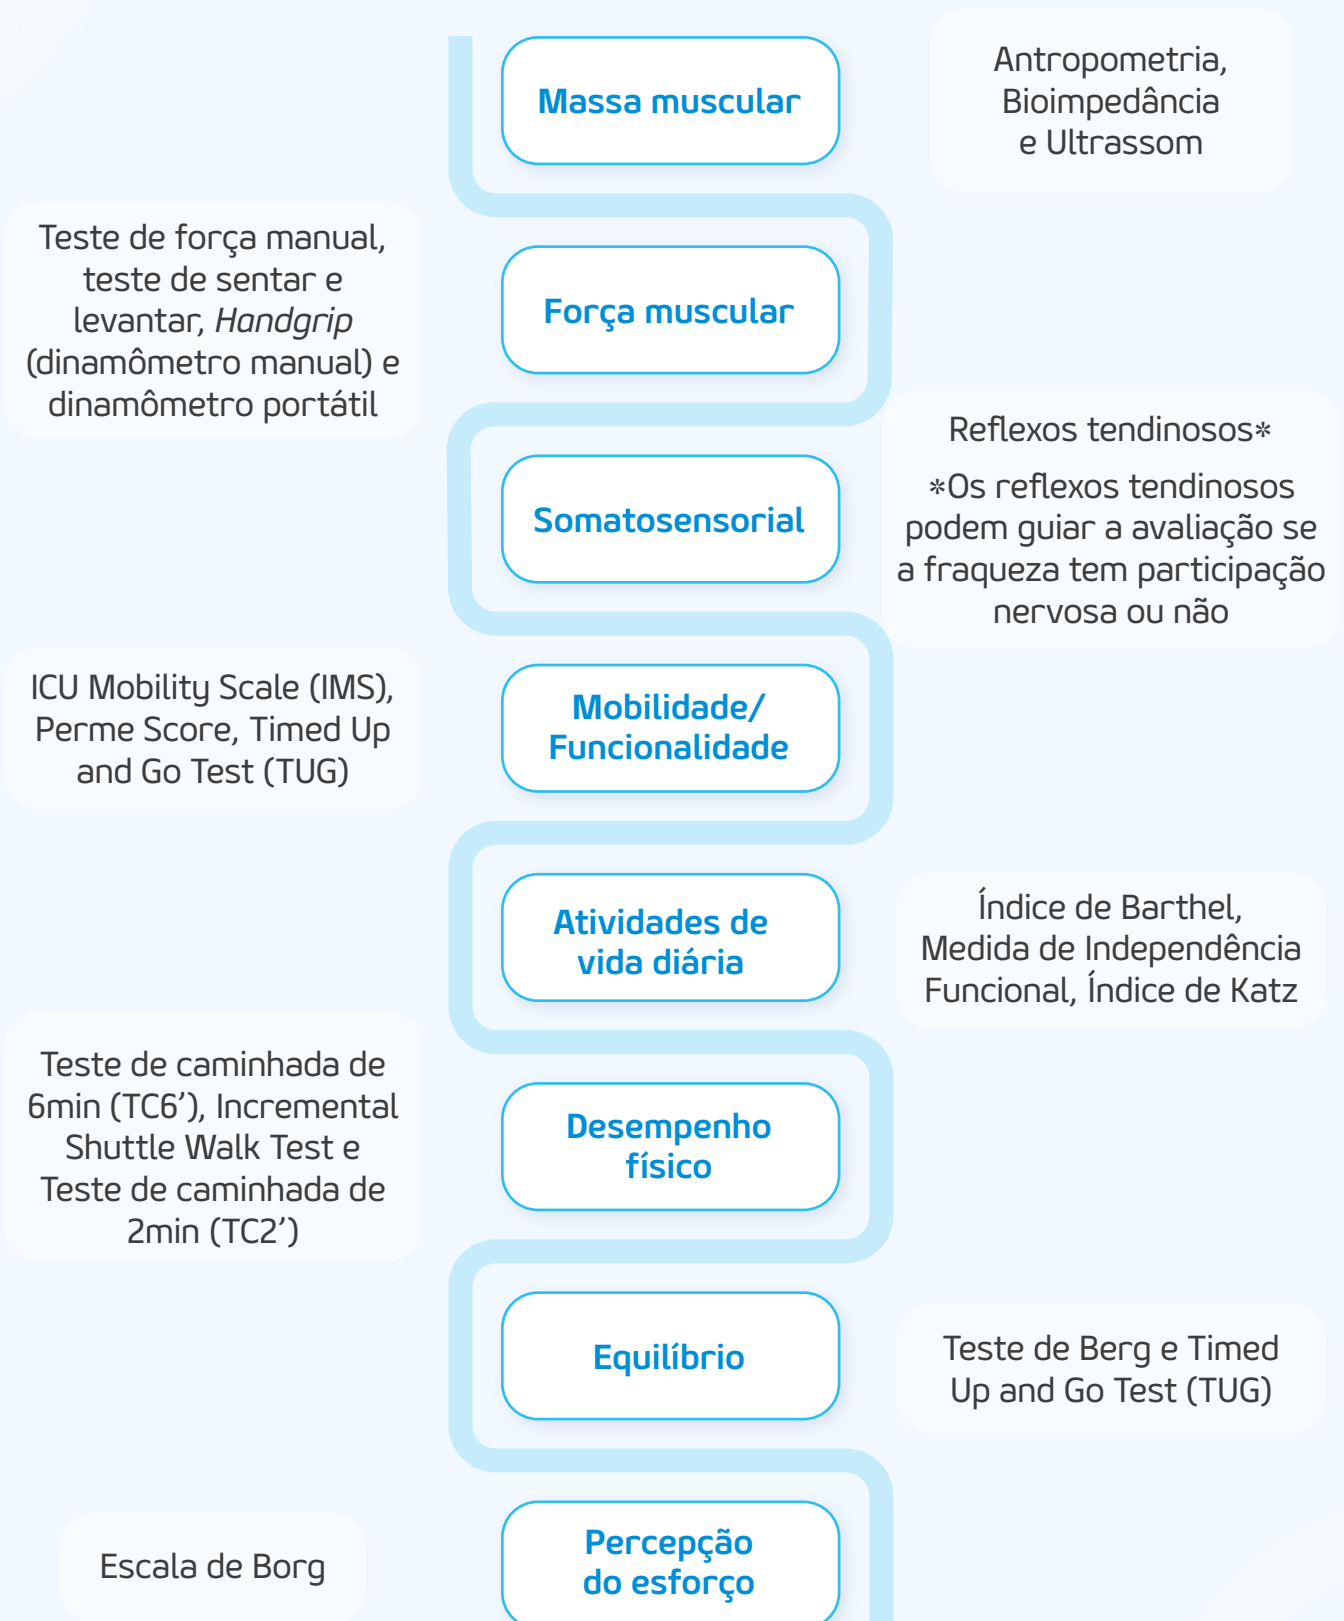 Massa muscular
Antropometria,
Bioimpedância
e Ultrassom
Teste de força manual,
teste de sentar e
levantar, Handgrip
(dinamômetro manual) e
dinamômetro portátil
Força muscular
Somatosensorial
Reflexos tendinosos*
*Os reflexos tendinosos
podem guiar a avaliação se
a fraqueza tem participação
nervosa ou não
ICU Mobility Scale (IMS),
Perme Score, Timed Up
and Go Test (TUG)
Mobilidade/
Funcionalidade
Atividades de
vida diária
Índice de Barthel,
Medida de Independência
Funcional, Índice de Katz
Teste de caminhada de
6min (TC6’), Incremental
Shuttle Walk Test e
Teste de caminhada de
2min (TC2’)
Desempenho
físico
Equilíbrio
Teste de Berg e Timed
Up and Go Test (TUG)
Escala de Borg
Percepção
do esforço